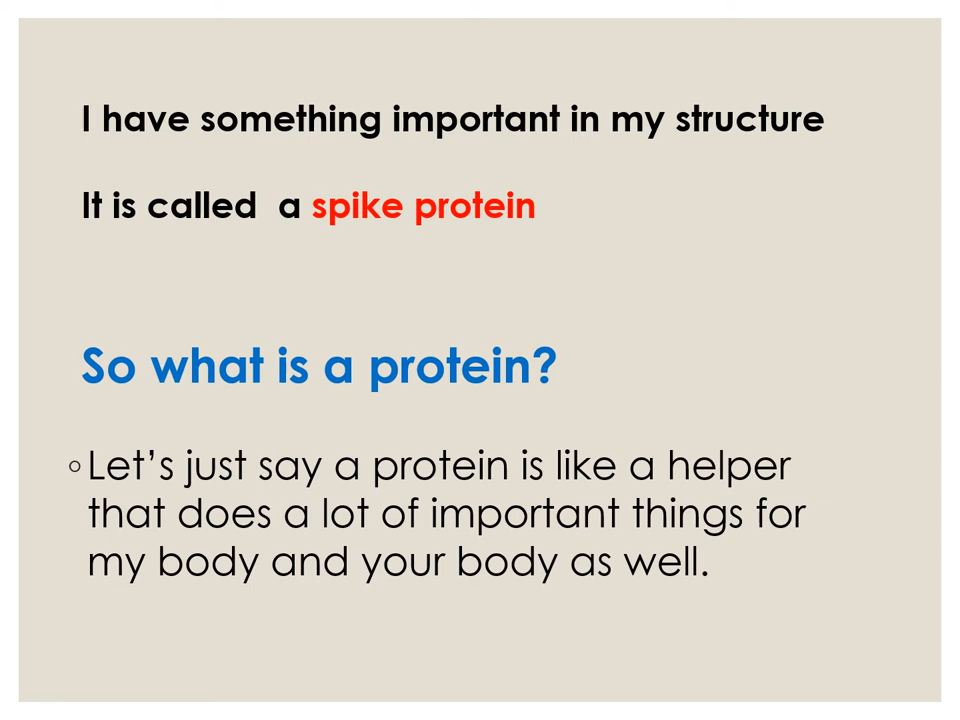 I have something important in my structure
It is called  a spike protein
So what is a protein?
◦ Let’s just say a protein is like a helper
that does a lot of important things for
my body and your body as well.